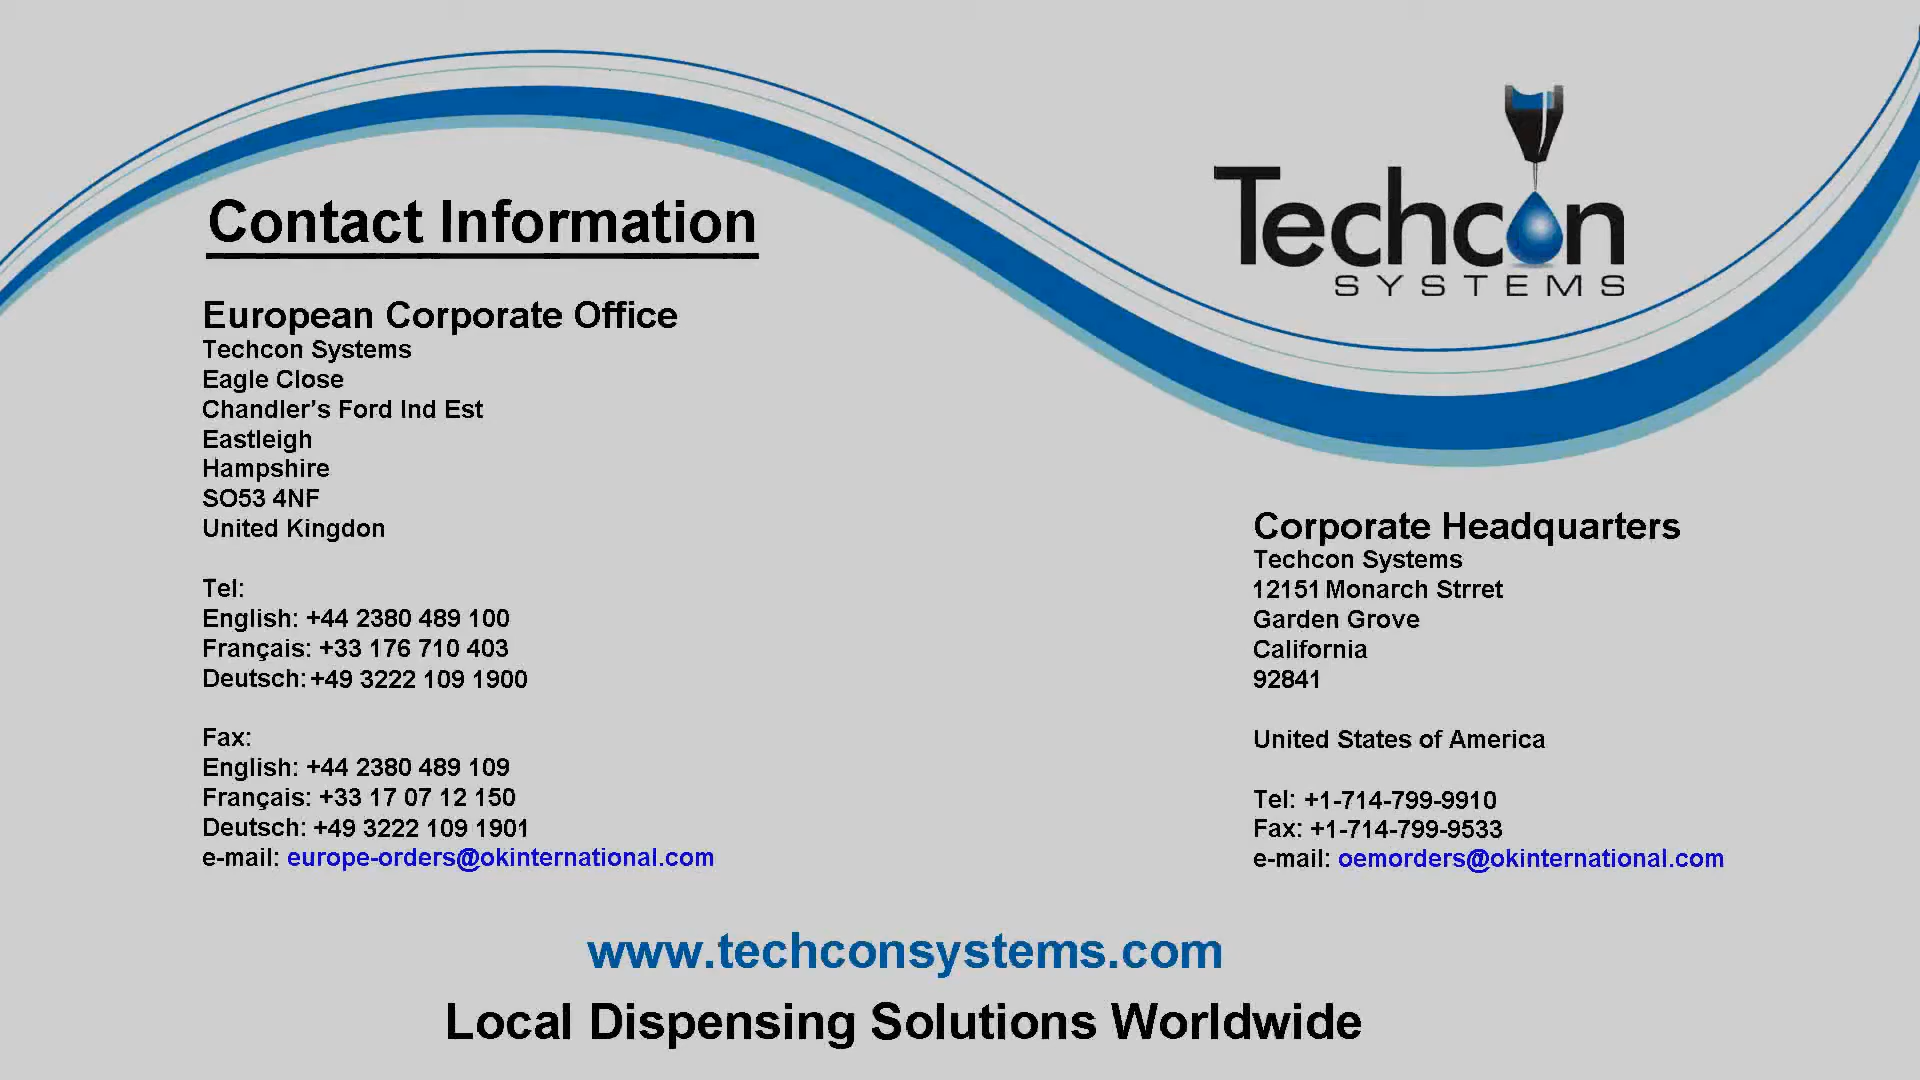 Contact Information
Techcon
SYSTEMS
European Corporate Office
Techcon Systems
Eagle Close
Chandler’s Ford Ind Est
Eastleigh
Hampshire
SO53 4NF
United Kingdon
Tel:
English: +44 2380 489 100
Français: +33 176 710 403
Deutsch: +49 3222 109 1900
Fax:
English: +44 2380 489 109
Français: +33 17 07 12 150
Deutsch: +49 3222 109 1901
e-mail: europe-orders@okinternational.com
Corporate Headquarters
Techcon Systems
12151 Monarch Strret
Garden Grove
California
92841
United States of America
Tel: +1-714-799-9910
Fax: +1-714-799-9533
e-mail: oemorders@okinternational.com
www.techconsystems.com
Local Dispensing Solutions Worldwide